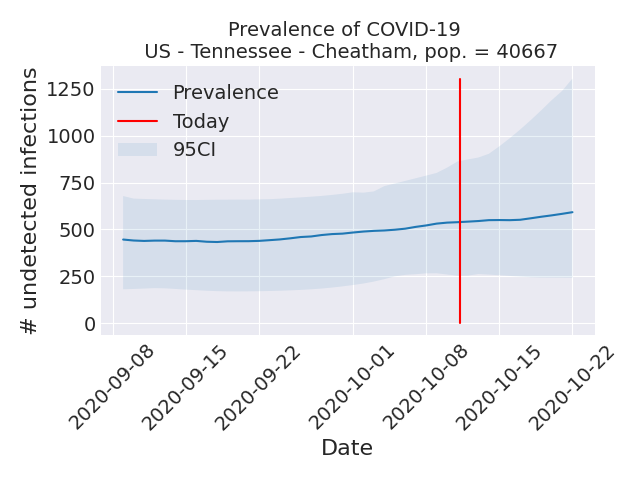 Prevalence of COVID-19
US - Tennessee - Cheatham, pop. = 40667
# undetected infections
1250
1000
750
500
250
0
Prevalence
Today
95CI
2020-09-08
2020-09-15
2020-09-22
2020-10-01
2020-10-08
2020-10-15
2020-10-22
Date